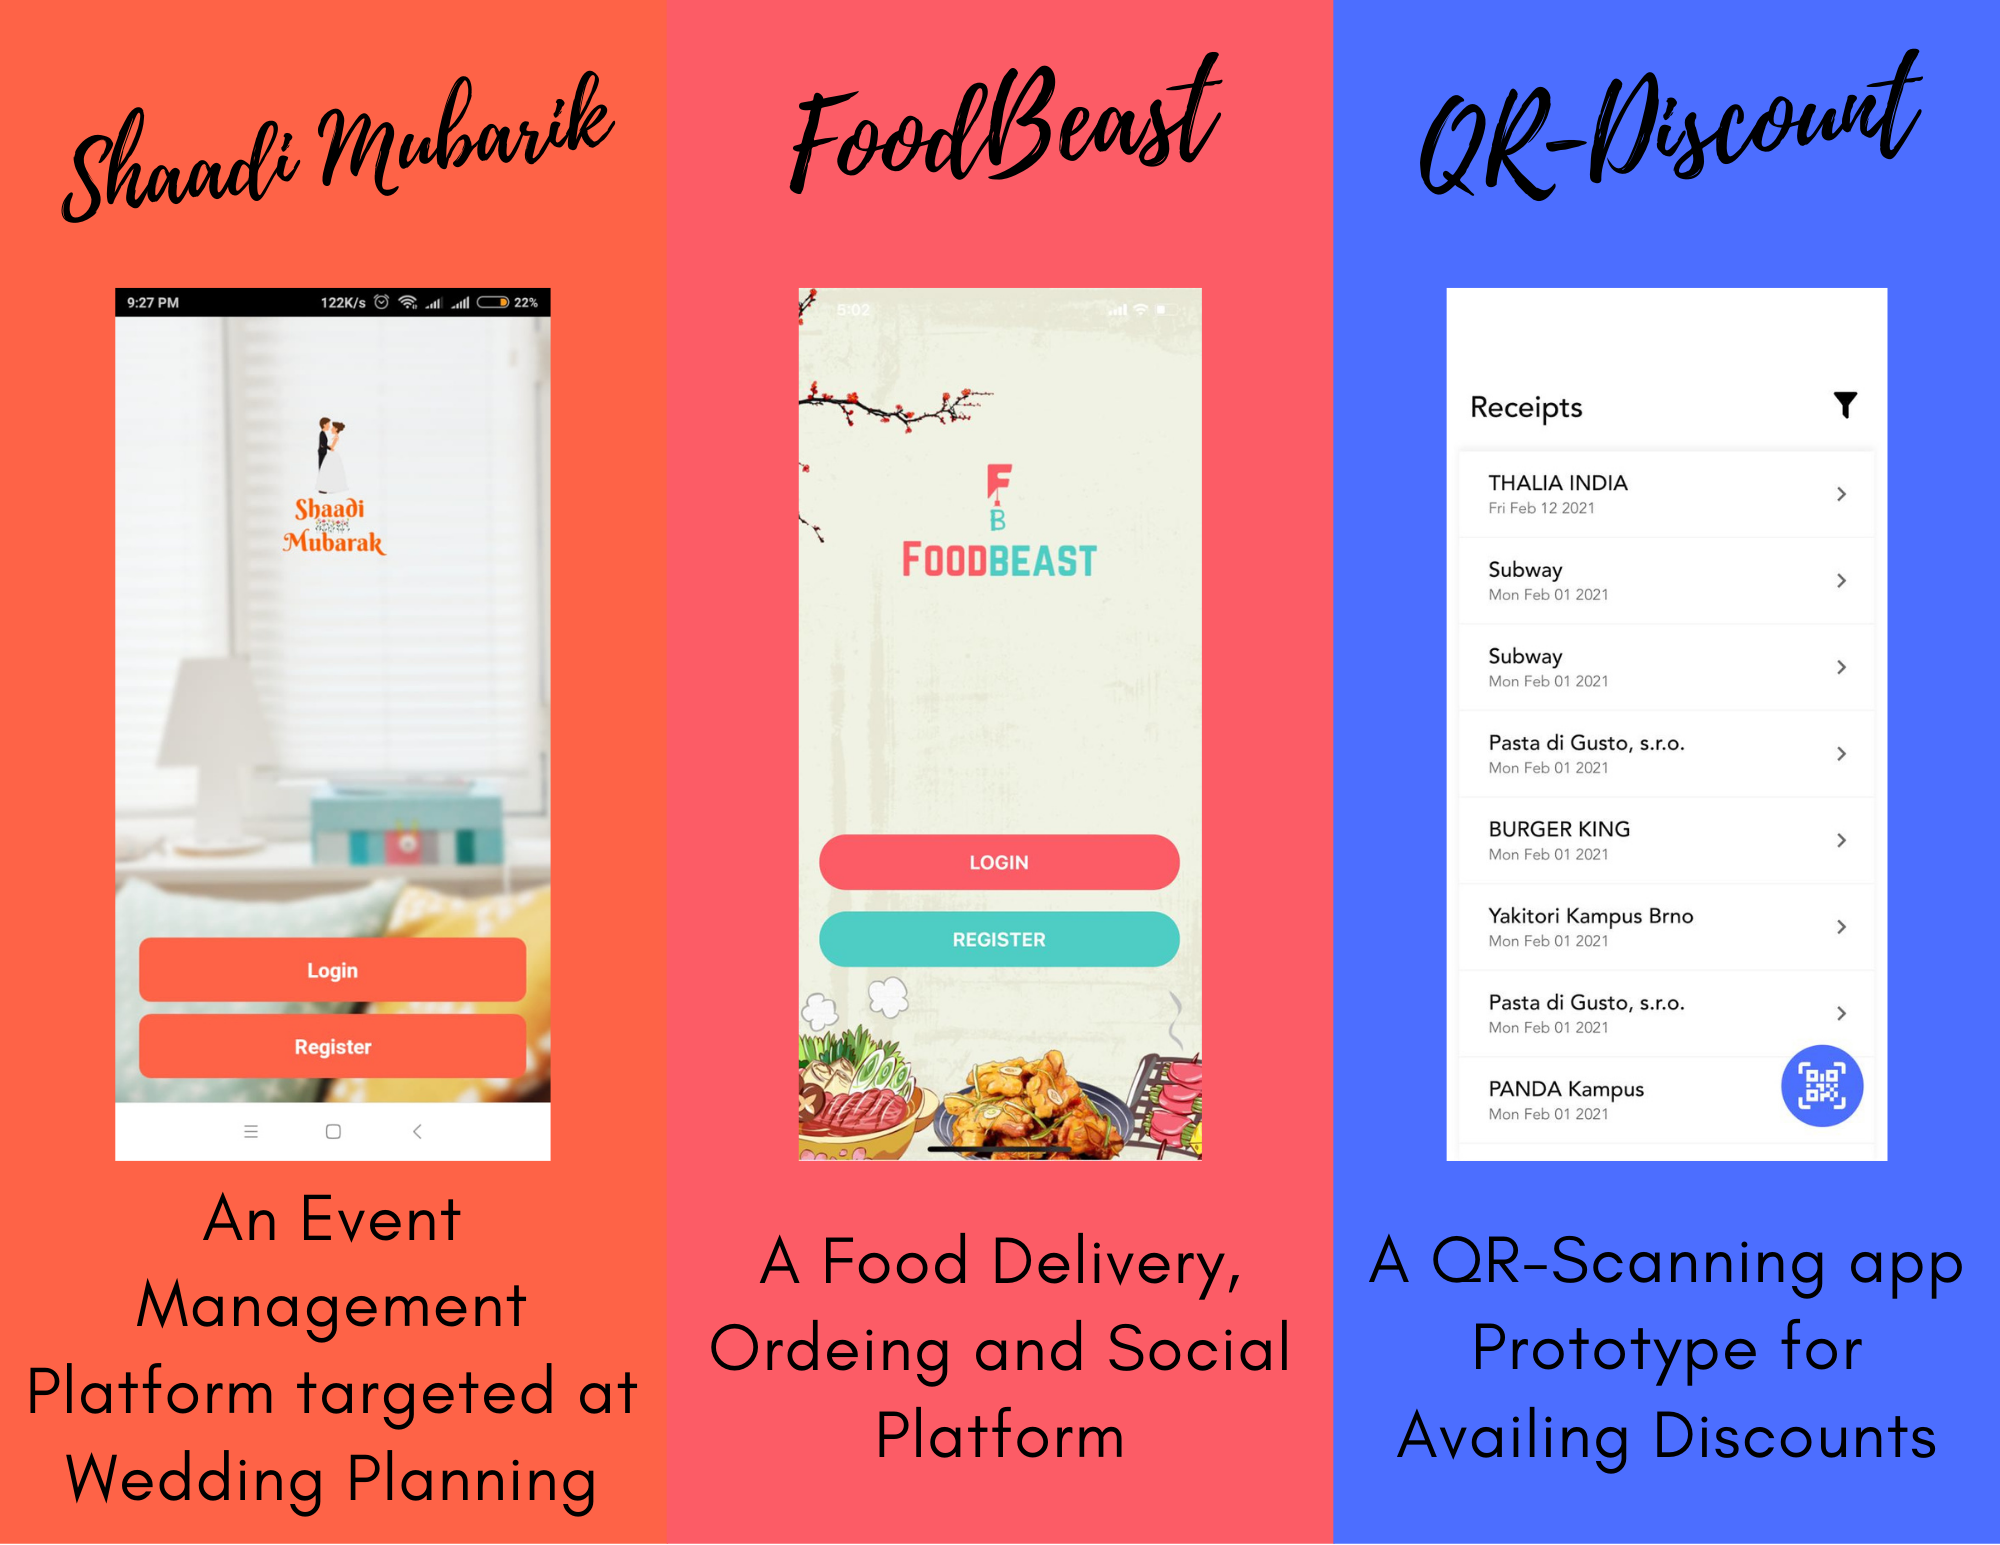 Shaadi Mubarik
9:27 PM 122K/s 22%
Shaadi
Mubarak
Login
Register
An Event
Management
Platform targeted at
Wedding Planning
FoodBeast
5:02
F
B
FOODBEAST
LOGIN
REGISTER
A Food Delivery,
Ordeing and Social
Platform
QR-Discount
Receipts
THALIA INDIA
Fri Feb 12 2021
Subway
Mon Feb 01 2021
Subway
Mon Feb 01 2021
Pasta di Gusto, s.r.o.
Mon Feb 01 2021
BURGER KING
Mon Feb 01 2021
Yakitori Kampus Brno
Mon Feb 01 2021
Pasta di Gusto, s.r.o.
Mon Feb 01 2021
PANDA Kampus
Mon Feb 01 2021
A QR-Scanning app
Prototype for
Availing Discounts